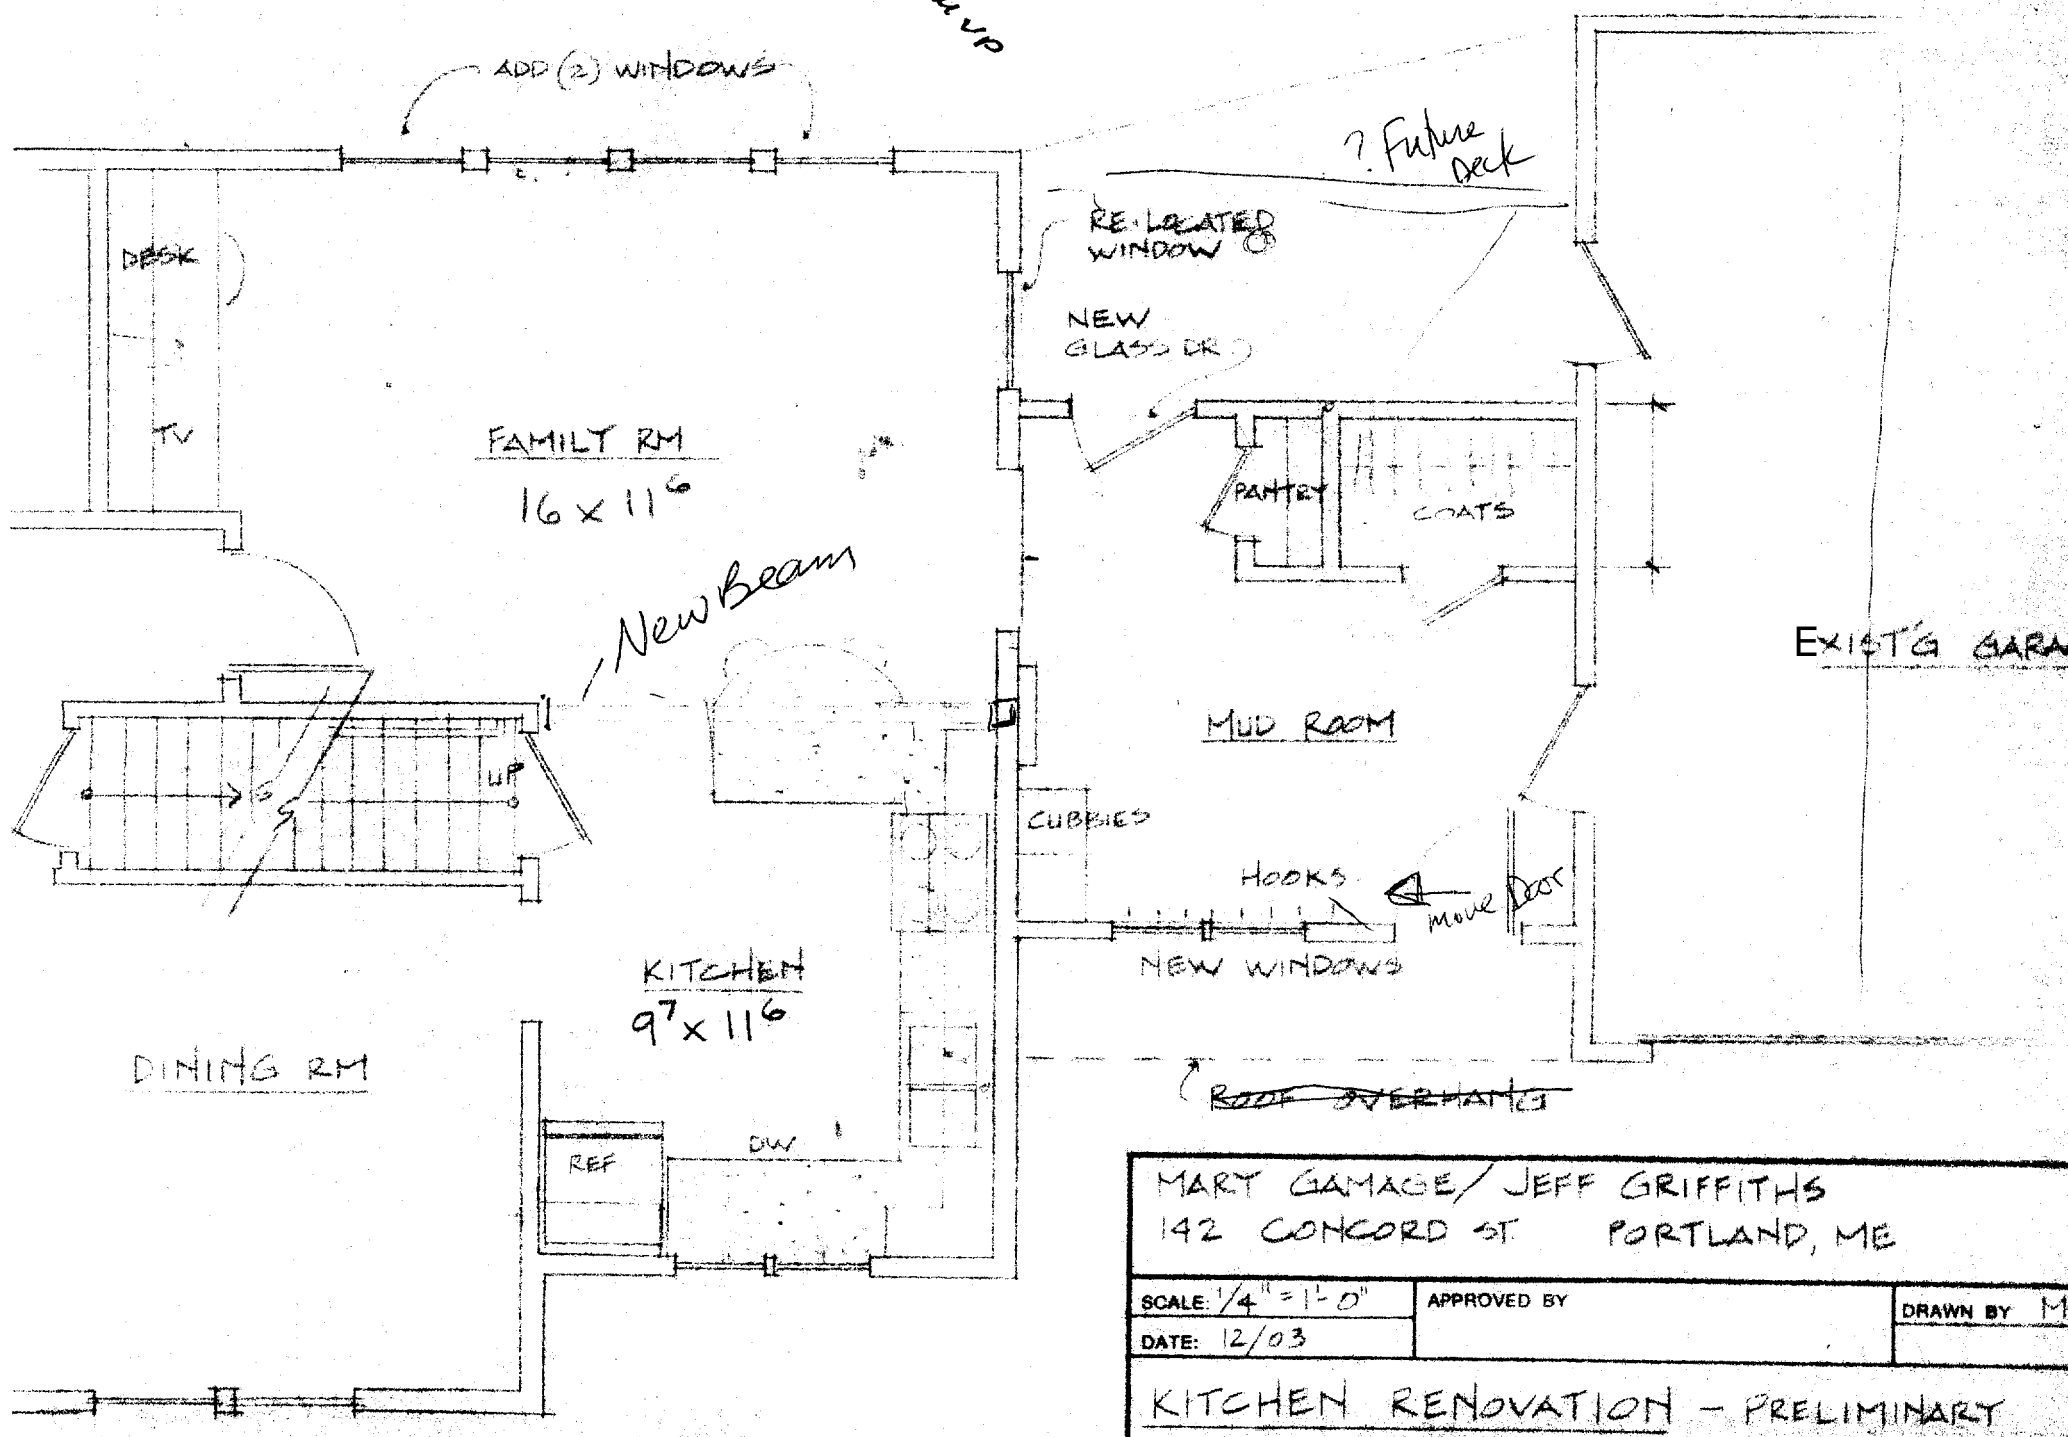 UP
ADD (2) WINDOWS
? Future
Deck
RE-LOCATED
WINDOW
DESK
NEW
GLASS DR
TV
FAMILY RM
16 x 11⁶
PANTRY
COATS
New Beam
EXIST'G GARA
MUD ROOM
UP
CUBBIES
HOOKS
move Door
KITCHEN
9⁷ x 11⁶
NEW WINDOWS
DINING RM
ROOF OVERHANG
REF
DW
MARY GAMAGE/JEFF GRIFFITHS
142 CONCORD ST. PORTLAND, ME
SCALE: 1/4" = 1'-0"
APPROVED BY
DRAWN BY M
DATE: 12/03
KITCHEN RENOVATION - PRELIMINARY